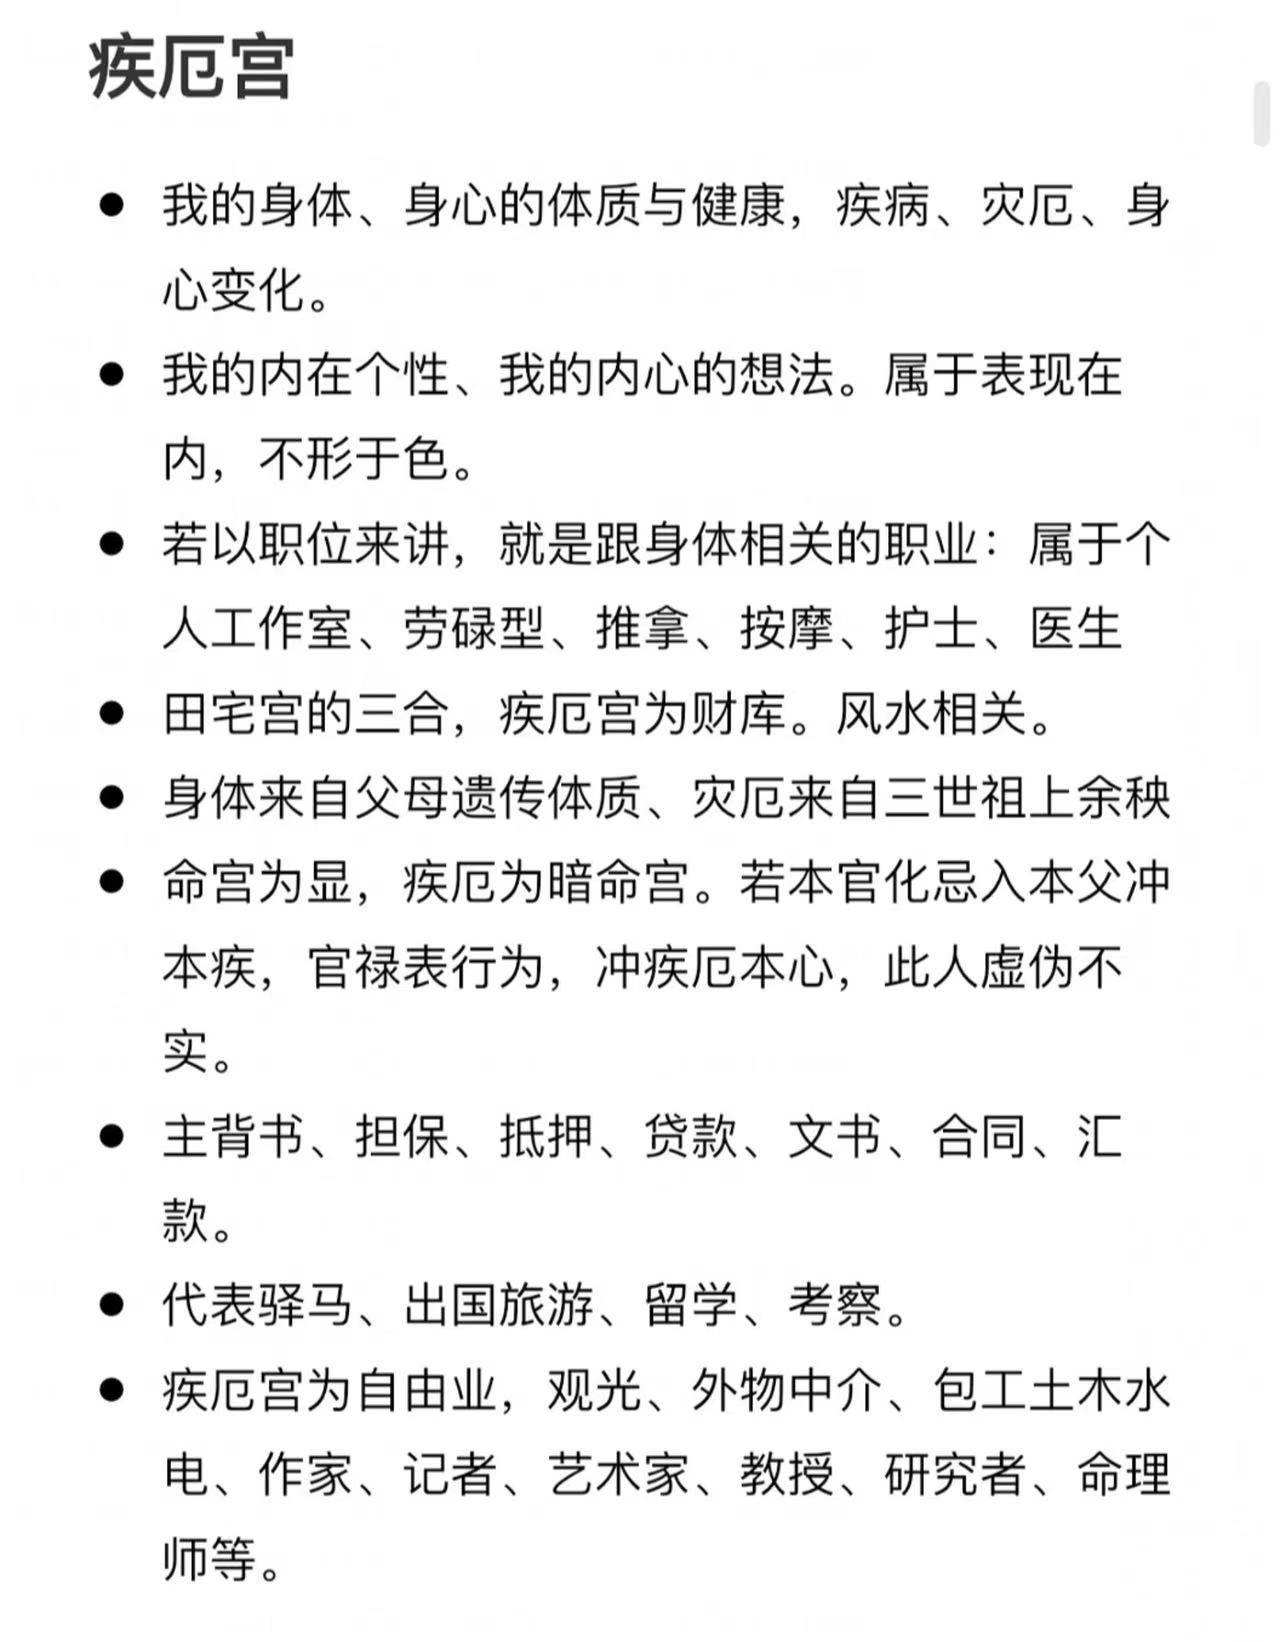 疾厄宫
● 我的身体、身心的体质与健康，疾病、灾厄、身
心变化。
● 我的内在个性、我的内心的想法。属于表现在
内，不形于色。
● 若以职位来讲，就是跟身体相关的职业：属于个
人工作室、劳碌型、推拿、按摩、护士、医生
● 田宅宫的三合，疾厄宫为财库。风水相关。
● 身体来自父母遗传体质、灾厄来自三世祖上余秧
● 命宫为显，疾厄为暗命宫。若本官化忌入本父冲
本疾，官禄表行为，冲疾厄本心，此人虚伪不
实。
● 主背书、担保、抵押、贷款、文书、合同、汇
款。
● 代表驿马、出国旅游、留学、考察。
● 疾厄宫为自由业，观光、外物中介、包工土木水
电、作家、记者、艺术家、教授、研究者、命理
师等。